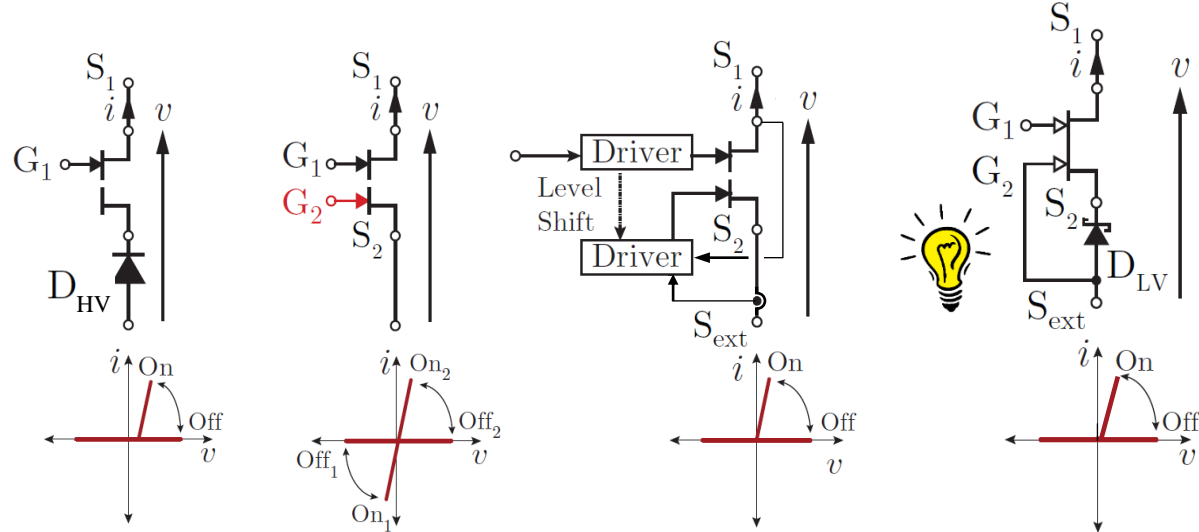 S1
i
v
G1
DHV
i
On
Off
v
S1
i
v
G1
G2
S2
i
On2
Off2
Off1
v
On1
S1
i
v
Driver
Level
Shift
S2
Driver
Sext
i
On
Off
v
S1
i
v
G1
G2
S2
DLV
Sext
i
On
Off
v